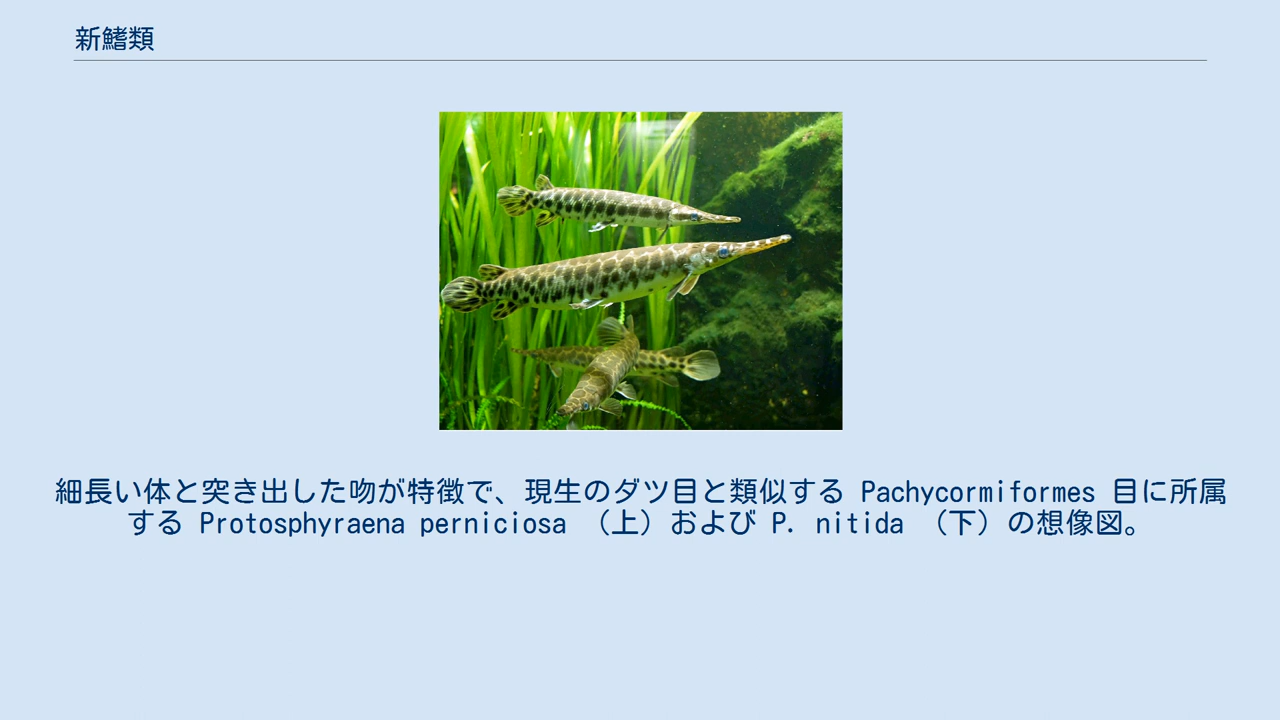 新鰭類
細長い体と突き出した吻が特徴で、現生のダツ目と類似する Pachycormiformes 目に所属
する Protosphyraena perniciosa （上）および P. nitida （下）の想像図。